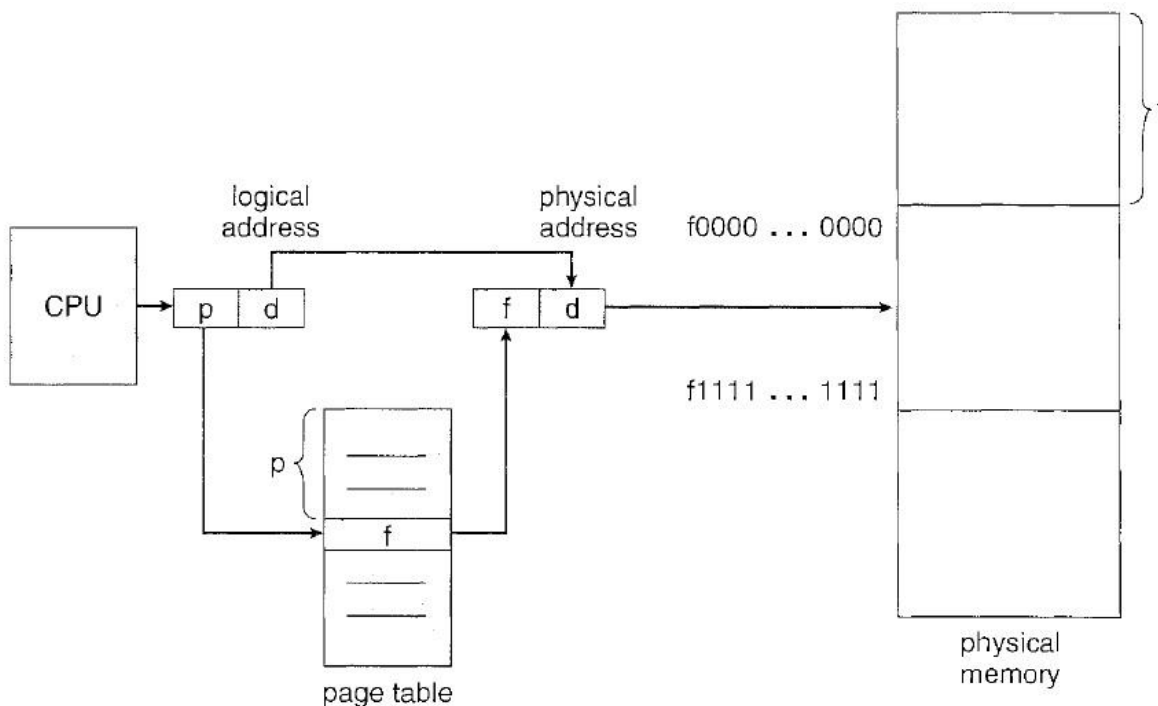 logical
address
physical
address
f0000 ... 0000
CPU
p
d
f
d
f1111 ... 1111
p
f
page table
physical
memory